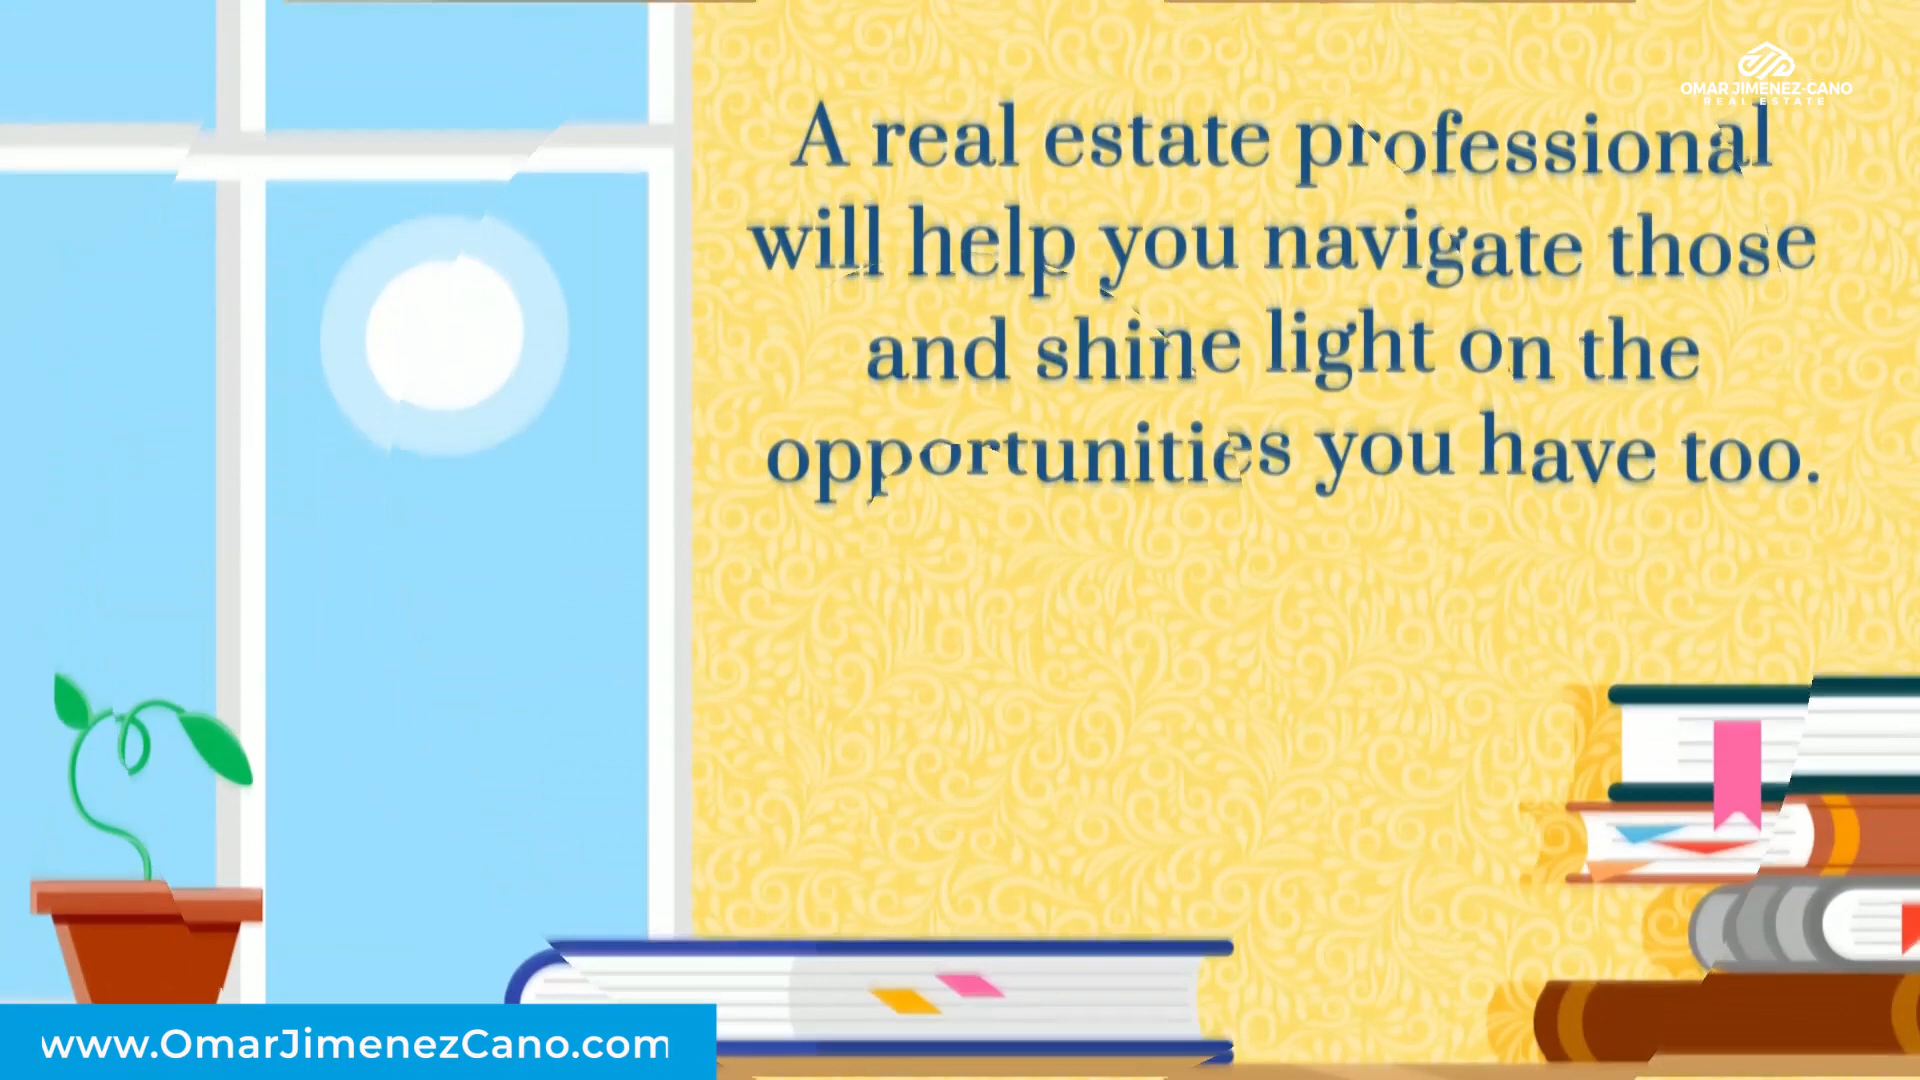 OMAR JIMENEZ-CANO
REAL ESTATE
A real estate professional
will help you navigate those
and shine light on the
opportunities you have too.
www.OmarJimenezCano.com